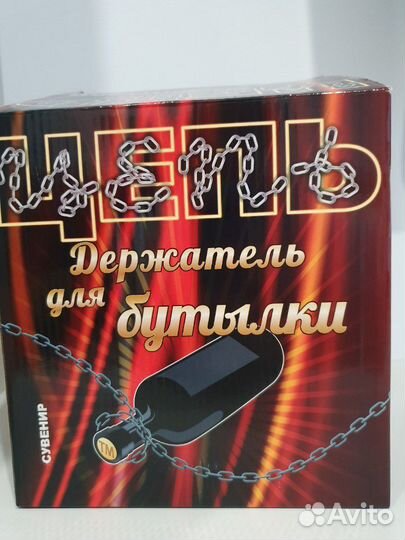 ЦЕПЬ
Держатель
для
бутылки
ТМ
СУВЕНИР
Avito